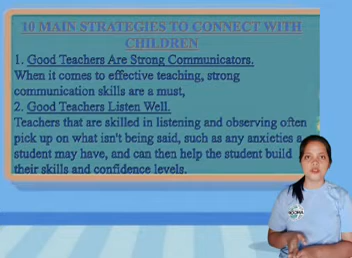 10 MAIN STRATEGIES TO CONNECT WITH
CHILDREN
1. Good Teachers Are Strong Communicators.
When it comes to effective teaching, strong
communication skills are a must,
2. Good Teachers Listen Well.
Teachers that are skilled in listening and observing often
pick up on what isn't being said, such as any anxieties a
student may have, and can then help the student build
their skills and confidence levels.